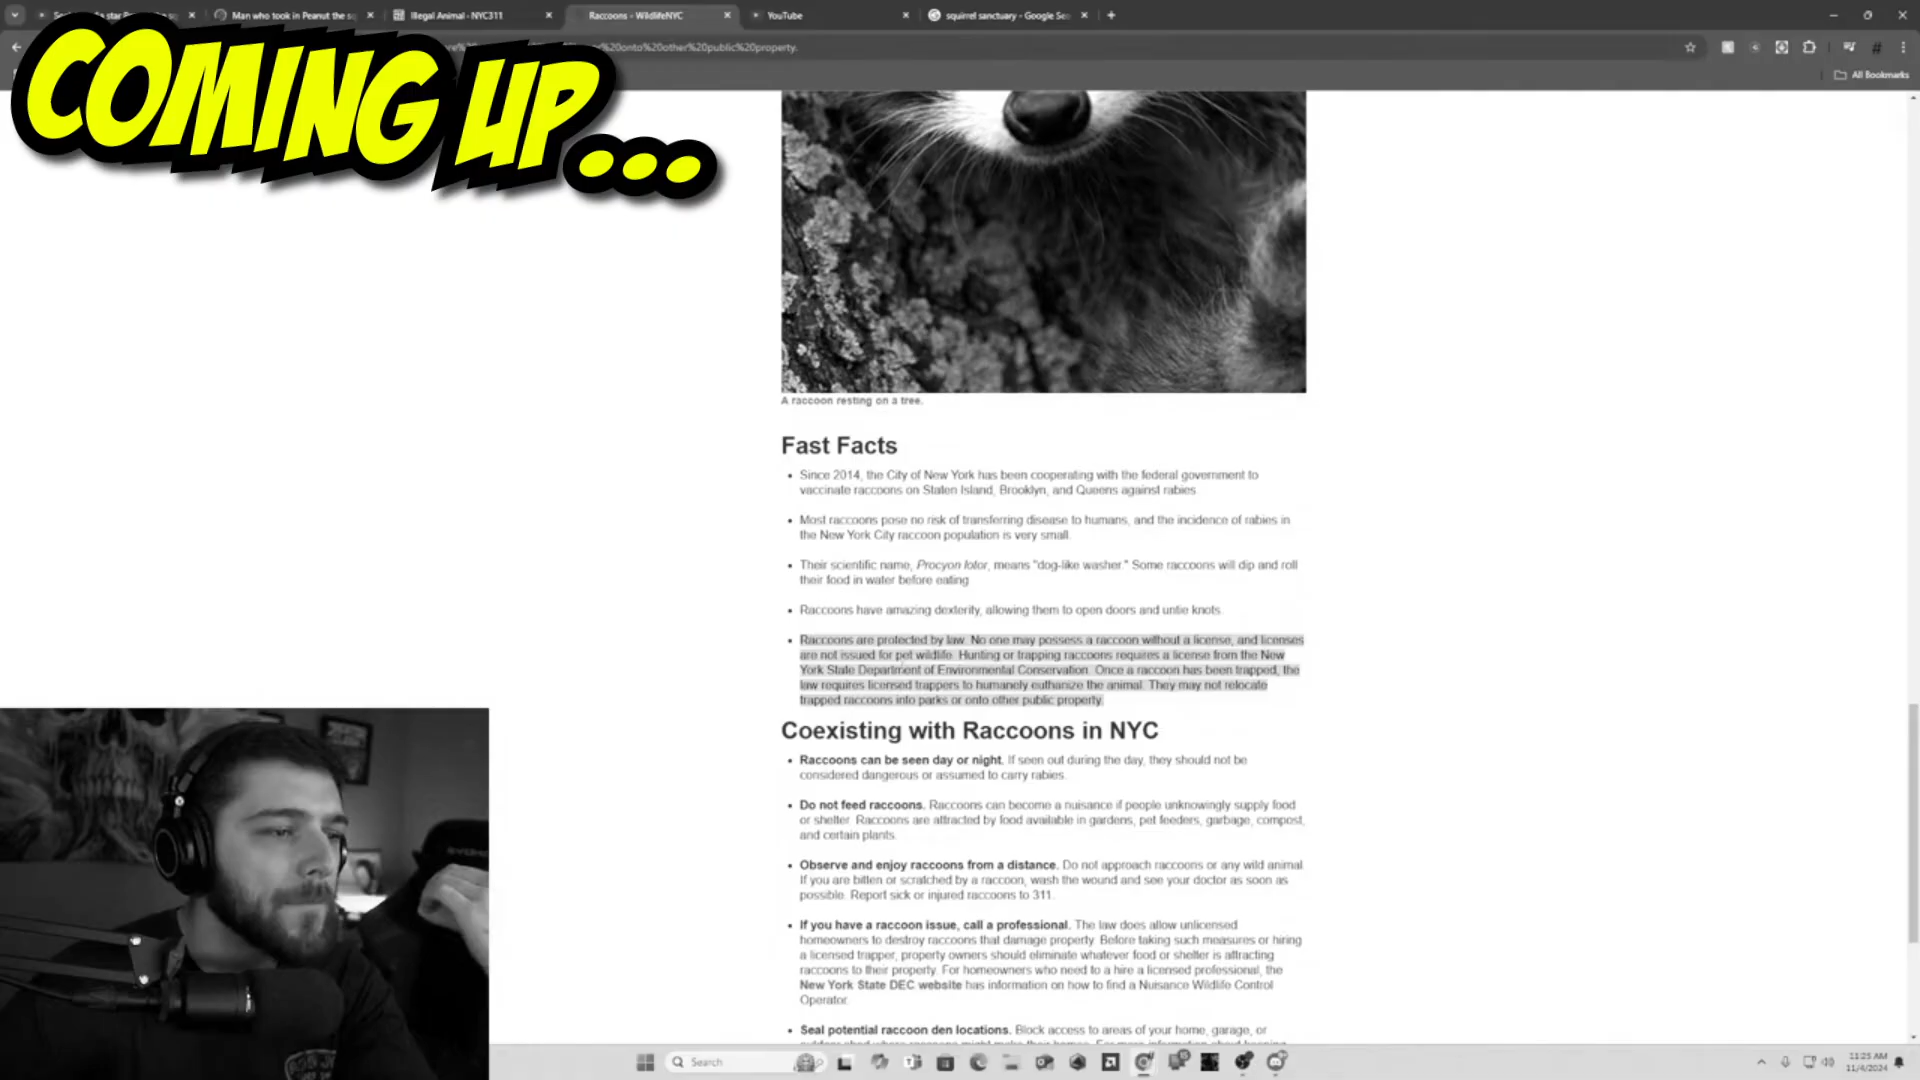 Man who took in Peanut the s
Illegal Animal - NYC311
Raccoons - WildlifeNYC
YouTube
squirrel sanctuary - Google Se
%20onto%20other%20public%20property.
All Bookmarks
COMING UP...
A raccoon resting on a tree.
Fast Facts
Since 2014, the City of New York has been cooperating with the federal government to
vaccinate raccoons on Staten Island, Brooklyn, and Queens against rabies
Most raccoons pose no risk of transferring disease to humans, and the incidence of rabies in
the New York City raccoon population is very small.
Their scientific name, Procyon lotor, means "dog-like washer." Some raccoons will dip and roll
their food in water before eating
Raccoons have amazing dexterity, allowing them to open doors and untie knots.
Raccoons are protected by law. No one may possess a raccoon without a license, and licenses
are not issued for pet wildlife. Hunting or trapping raccoons requires a license from the New
York State Department of Environmental Conservation. Once a raccoon has been trapped, the
law requires licensed trappers to humanely euthanize the animal. They may not relocate
trapped raccoons into parks or onto other public property.
Coexisting with Raccoons in NYC
Raccoons can be seen day or night. If seen out during the day, they should not be
considered dangerous or assumed to carry rabies.
Do not feed raccoons. Raccoons can become a nuisance if people unknowingly supply food
or shelter. Raccoons are attracted by food available in gardens, pet feeders, garbage, compost,
and certain plants.
Observe and enjoy raccoons from a distance. Do not approach raccoons or any wild animal.
If you are bitten or scratched by a raccoon, wash the wound and see your doctor as soon as
possible. Report sick or injured raccoons to 311.
If you have a raccoon issue, call a professional. The law does allow unlicensed
homeowners to destroy raccoons that damage property. Before taking such measures or hiring
a licensed trapper, property owners should eliminate whatever food or shelter is attracting
raccoons to their property. For homeowners who need to a hire a licensed professional, the
New York State DEC website has information on how to find a Nuisance Wildlife Control
Operator.
Seal potential raccoon den locations. Block access to areas of your home, garage, or
Search
11:25 AM
11/4/2024